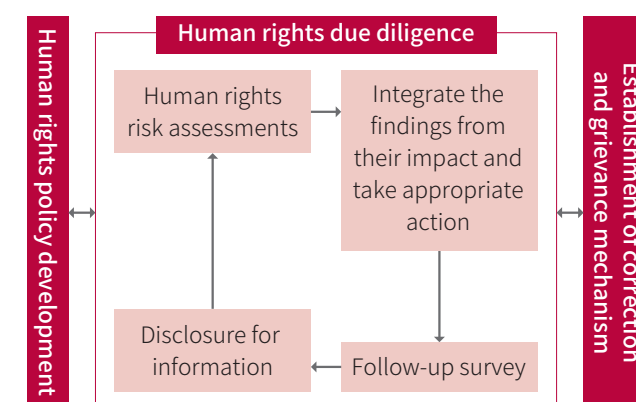 Human rights policy development
Human rights due diligence
Human rights
risk assessments
Integrate the
findings from
their impact and
take appropriate
action
Disclosure for
information
Follow-up survey
Establishment of correction
and grievance mechanism